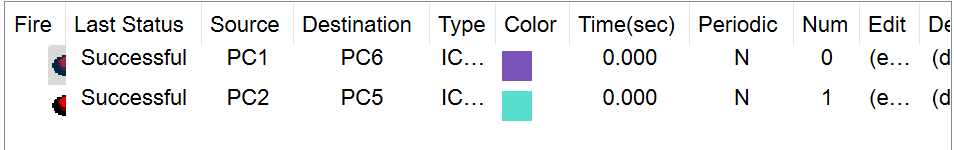 Fire Last Status Source Destination Type Color Time(sec) Periodic Num Edit De
Successful PC1 PC6 IC... 0.000 N 0 (e... (d
Successful PC2 PC5 IC... 0.000 N 1 (e... (d